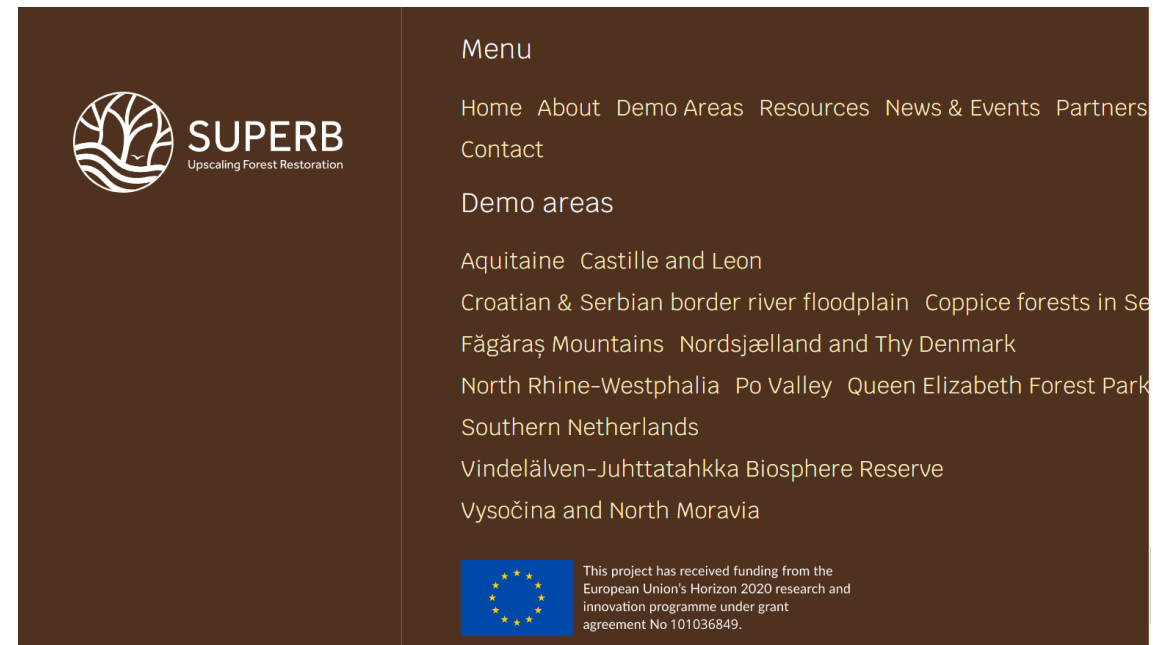 SUPERB
Upscaling Forest Restoration
Menu
Home About Demo Areas Resources News & Events Partners
Contact
Demo areas
Aquitaine Castille and Leon
Croatian & Serbian border river floodplain Coppice forests in
Făgăraș Mountains Nordsjælland and Thy Denmark
North Rhine-Westphalia Po Valley Queen Elizabeth Forest Park
Southern Netherlands
Vindelälven-Juhttatahkka Biosphere Reserve
Vysočina and North Moravia
This project has received funding from the
European Union's Horizon 2020 research and
innovation programme under grant
agreement No 101036849.